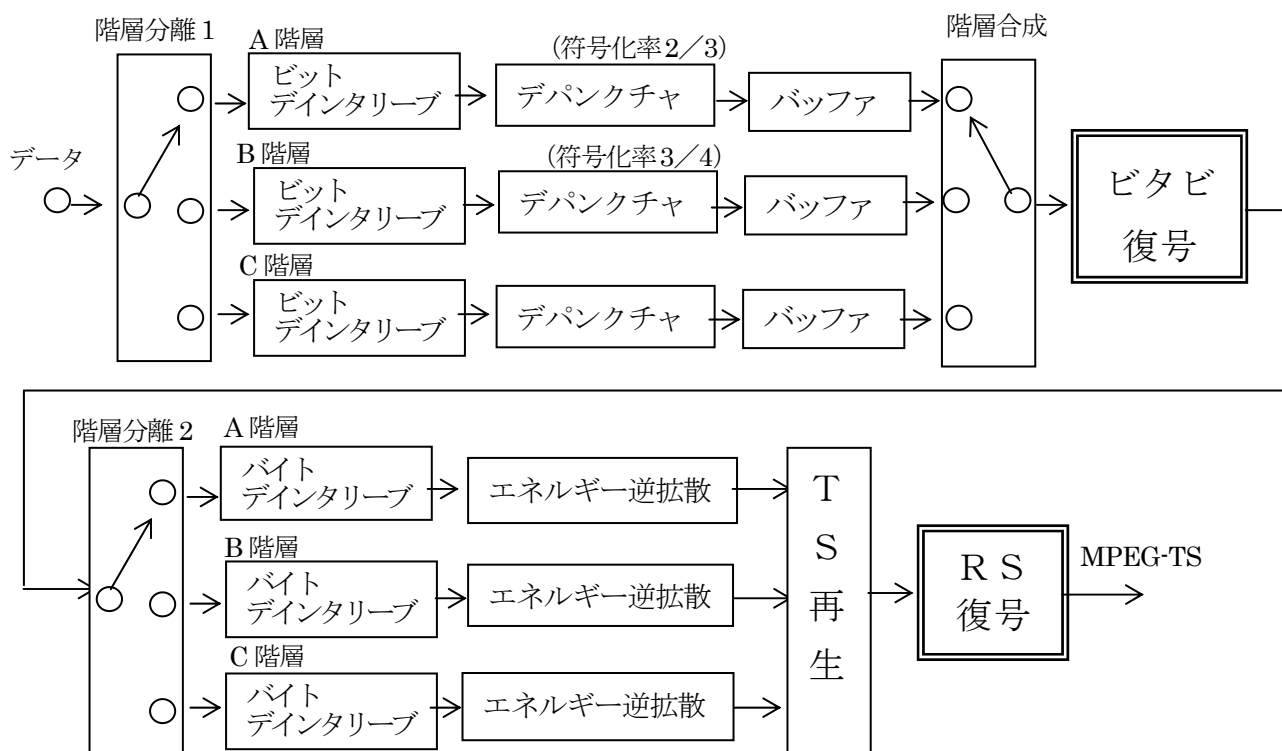 階層分離1
A階層
ビット
デインタリーブ
(符号化率2／3)
デパンクチャ
バッファ
階層合成
データ
B階層
ビット
デインタリーブ
(符号化率3／4)
デパンクチャ
バッファ
ビタビ
復号
C階層
ビット
デインタリーブ
デパンクチャ
バッファ
階層分離2
A階層
バイト
デインタリーブ
エネルギー逆拡散
B階層
バイト
デインタリーブ
エネルギー逆拡散
C階層
バイト
デインタリーブ
エネルギー逆拡散
TS再生
RS
復号
MPEG-TS